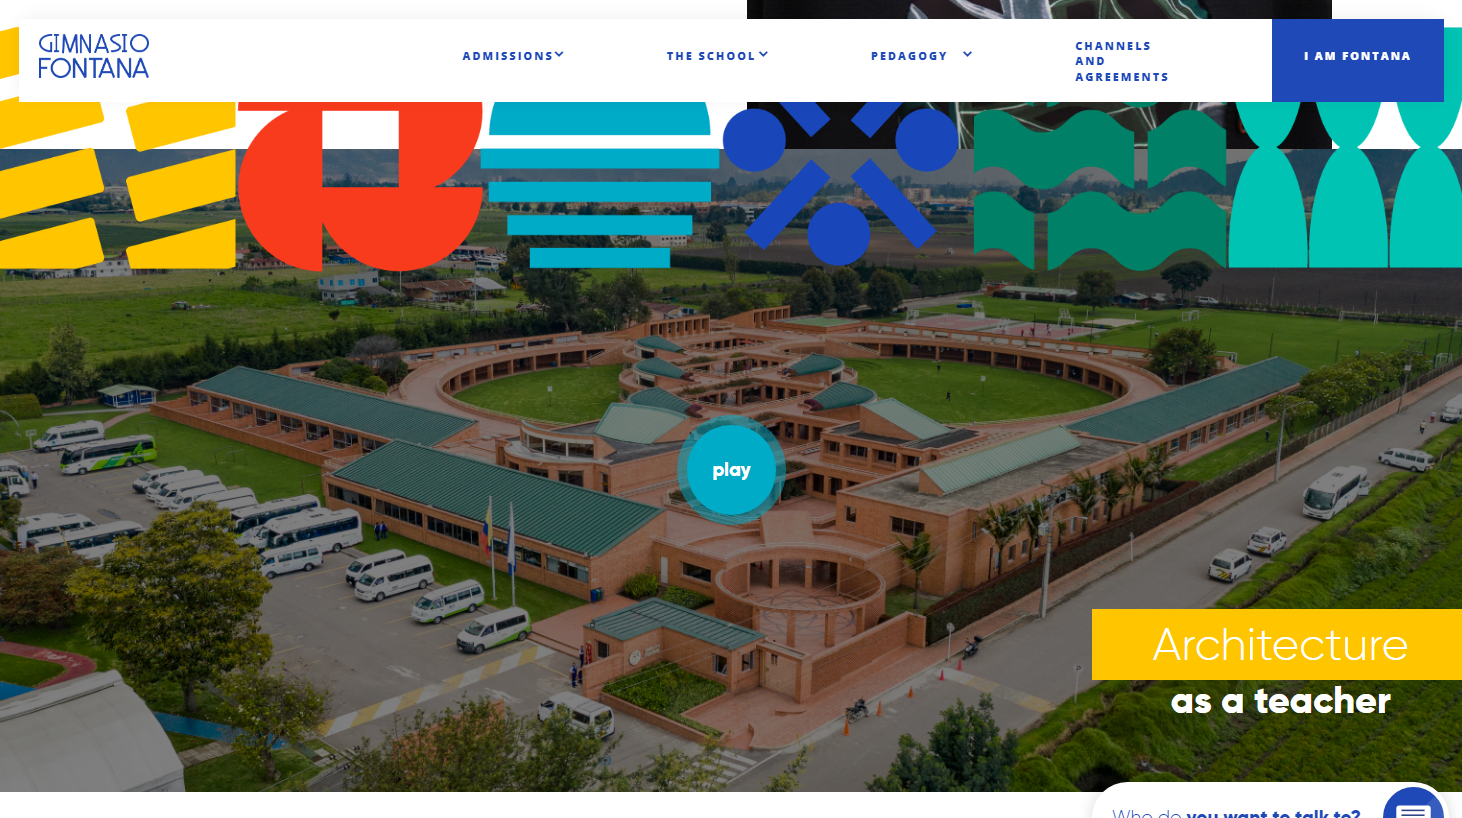 GIMNASIO
FONTANA
ADMISSIONS
THE SCHOOL
PEDAGOGY
CHANNELS
AND
AGREEMENTS
I AM FONTANA
play
Architecture
as a teacher
Who do you want to talk to?